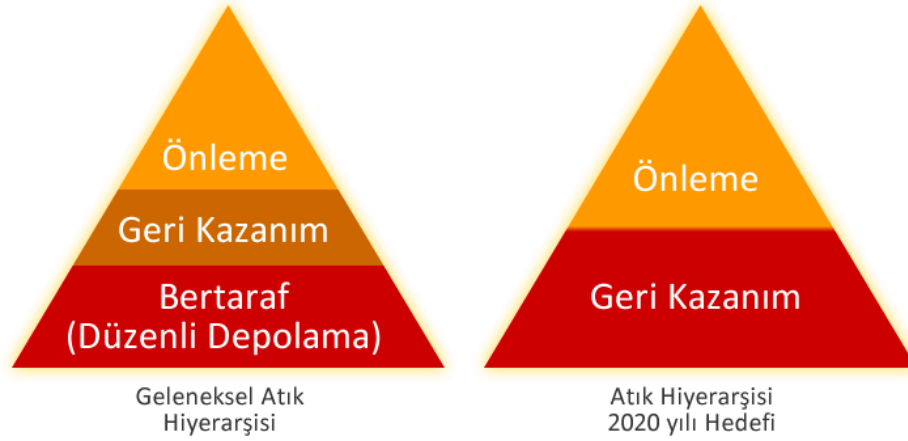 Önleme
Geri Kazanım
Bertaraf
(Düzenli Depolama)
Geleneksel Atık
Hiyerarşisi
Önleme
Geri Kazanım
Atık Hiyerarşisi
2020 yılı Hedefi